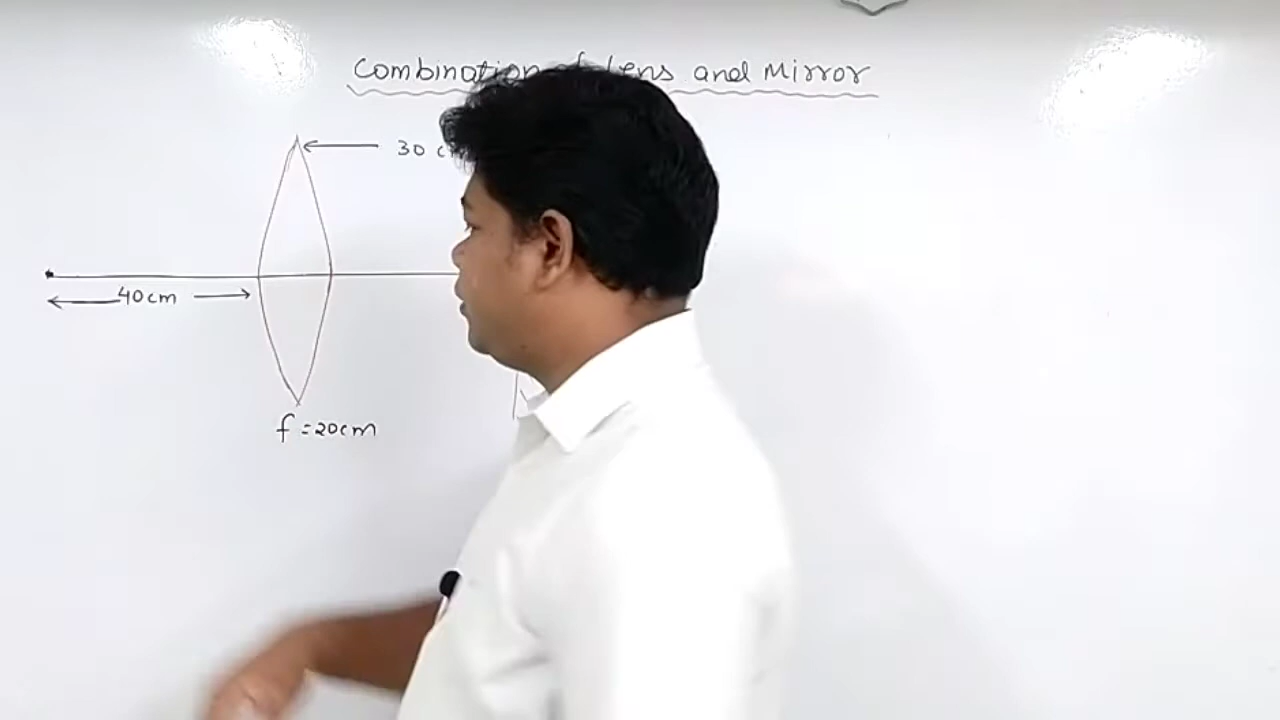 Combination Lens and Mirror
30 c
40cm
f = 20cm